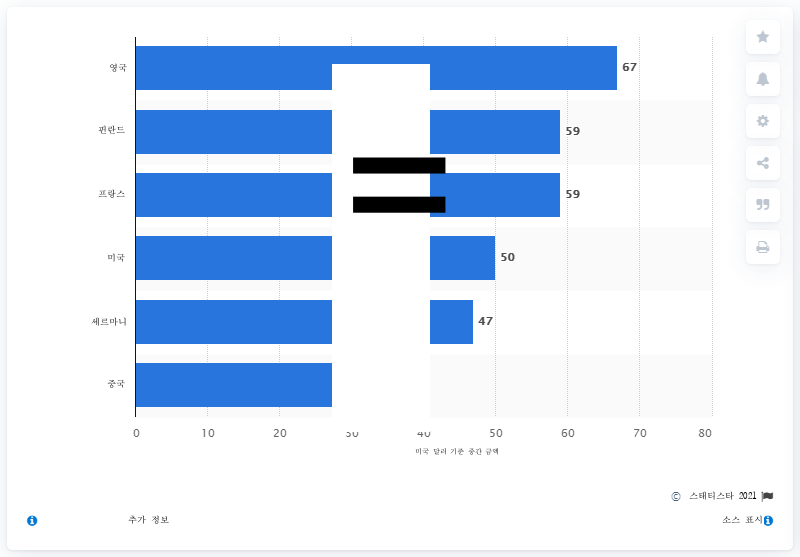 영국 67
핀란드 59
프랑스 59
미국 50
세르마니 47
중국
0 10 20 30 40 50 60 70 80
미국 달러 기준 중간 금액
© 스태티스타 2021
추가 정보 소스 표시